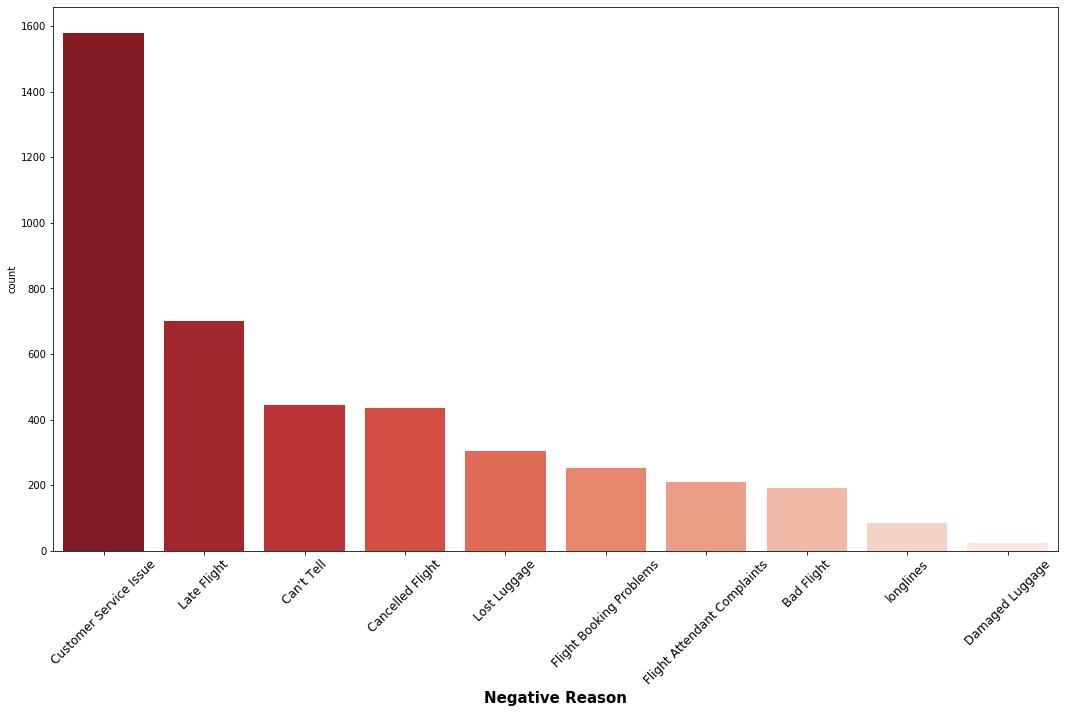 1600
1400
1200
1000
800
600
400
200
0
count
Customer Service Issue
Late Flight
Can't Tell
Cancelled Flight
Lost Luggage
Flight Booking Problems
Flight Attendant Complaints
Bad Flight
longlines
Damaged Luggage
Negative Reason